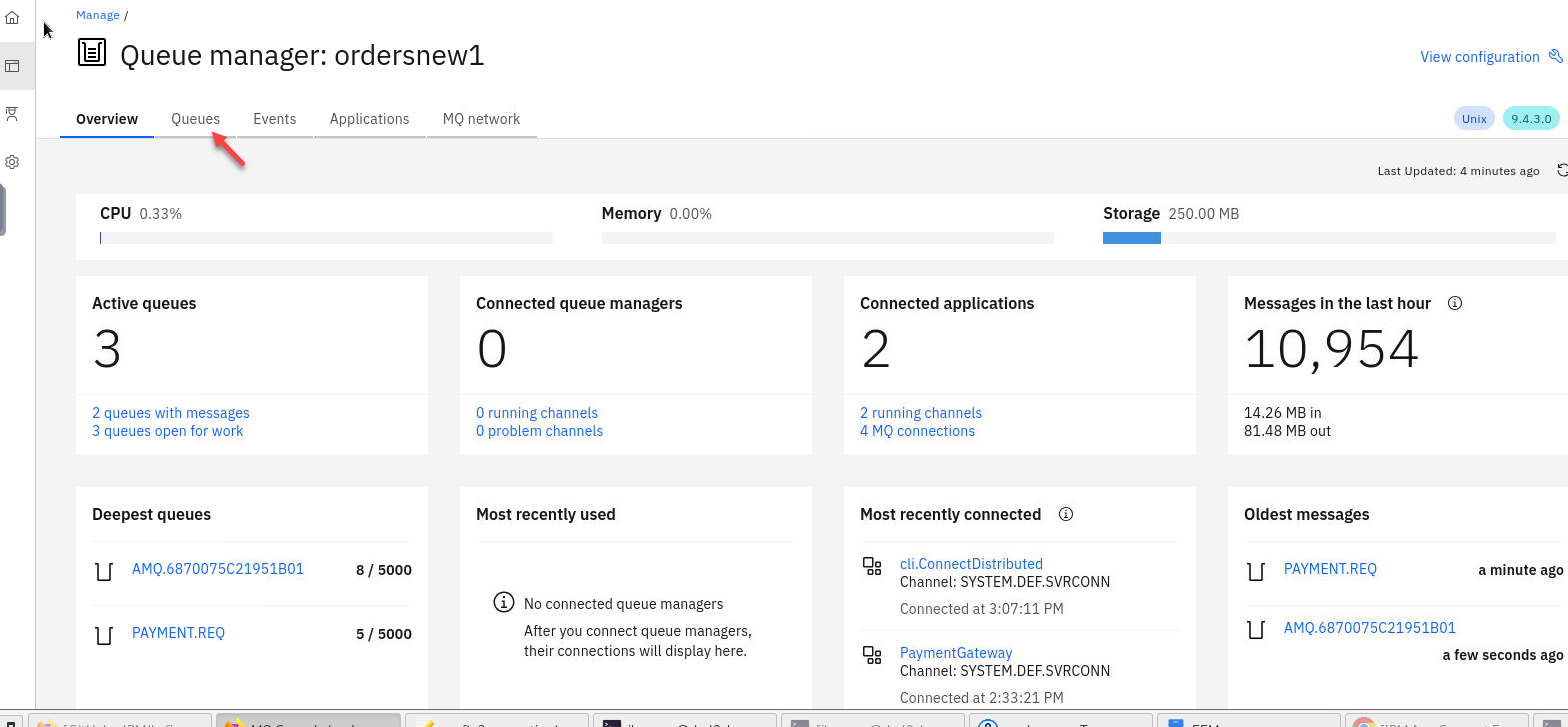 Manage /
Queue manager: ordersnew1
View configuration
Overview Queues Events Applications MQ network
Unix 9.4.3.0
Last Updated: 4 minutes ago
CPU 0.33%
Memory 0.00%
Storage 250.00 MB
Active queues
3
2 queues with messages
3 queues open for work
Connected queue managers
0
0 running channels
0 problem channels
Connected applications
2
2 running channels
4 MQ connections
Messages in the last hour
10,954
14.26 MB in
81.48 MB out
Deepest queues
AMQ.6870075C21951B01 8 / 5000
PAYMENT.REQ 5 / 5000
Most recently used
No connected queue managers
After you connect queue managers,
their connections will display here.
Most recently connected
cli.ConnectDistributed
Channel: SYSTEM.DEF.SVRCONN
Connected at 3:07:11 PM
PaymentGateway
Channel: SYSTEM.DEF.SVRCONN
Connected at 2:33:21 PM
Oldest messages
PAYMENT.REQ a minute ago
AMQ.6870075C21951B01
a few seconds ago